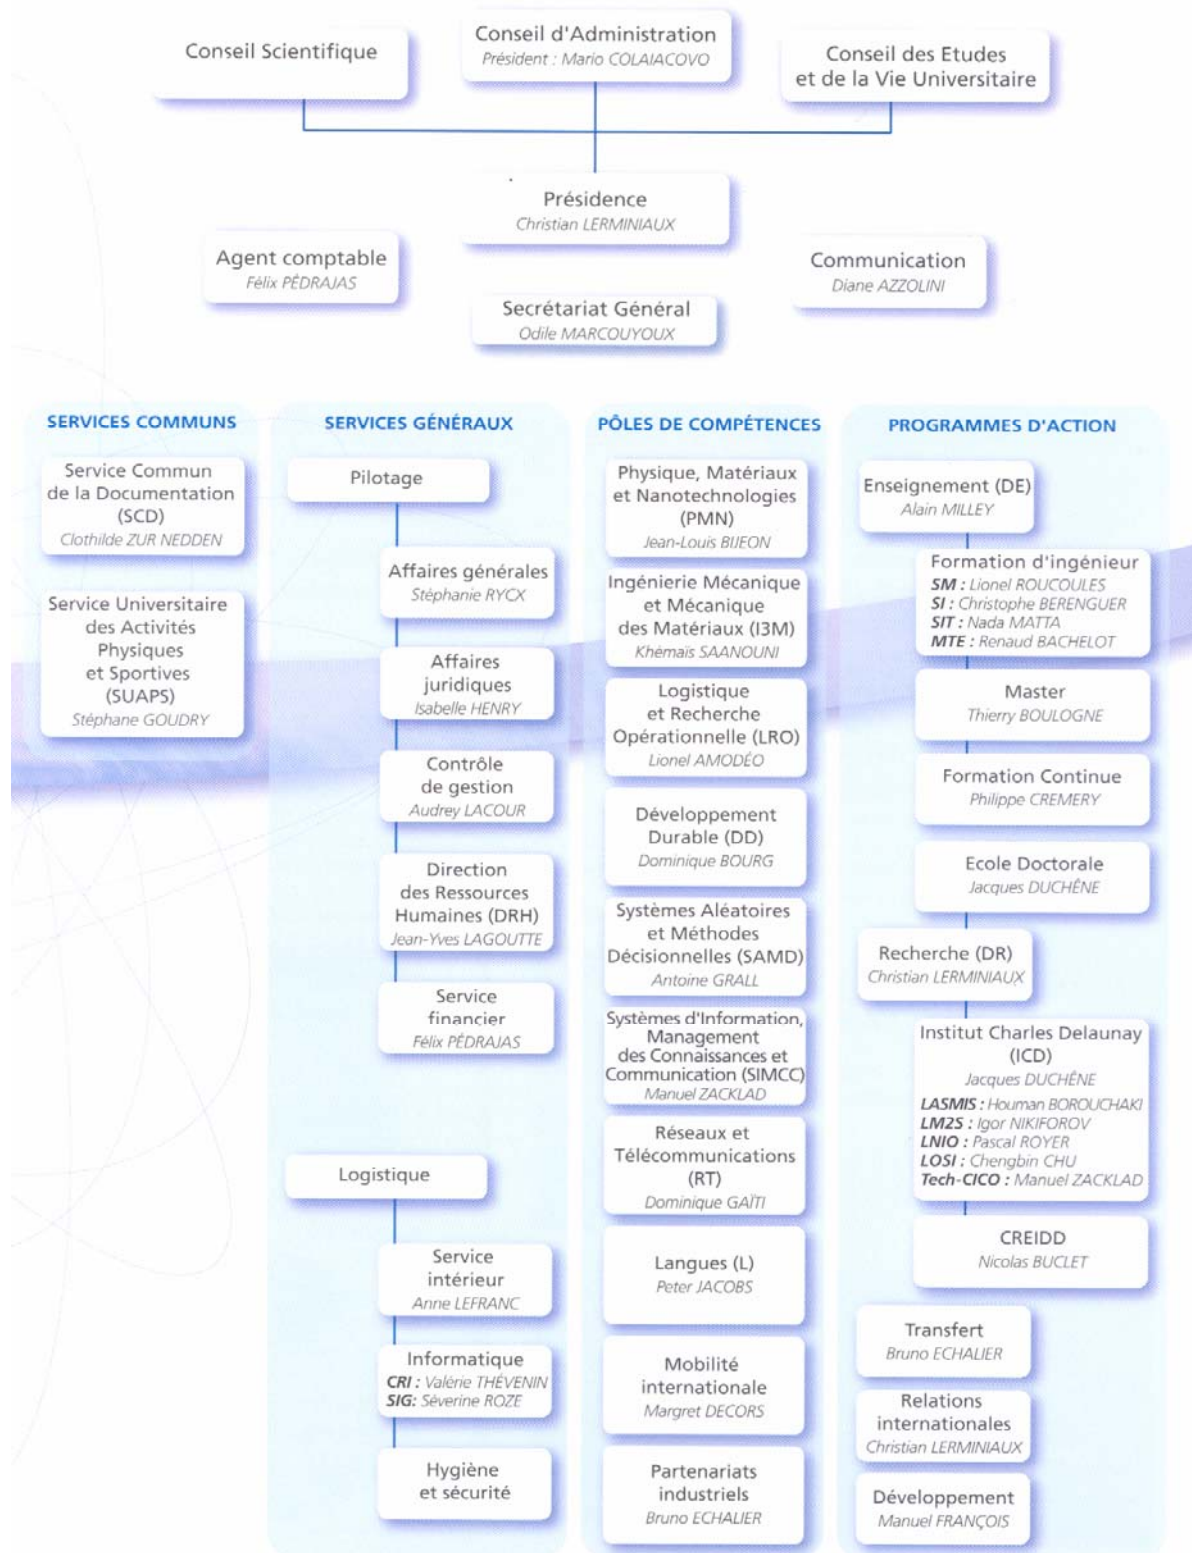 Conseil Scientifique
Conseil d'Administration
Président : Mario COLAIACOVO
Conseil des Etudes
et de la Vie Universitaire
Présidence
Christian LERMINIAUX
Agent comptable
Félix PÉDRAJAS
Communication
Diane AZZOLINI
Secrétariat Général
Odile MARCOUYOUX
SERVICES COMMUNS
Service Commun
de la Documentation
(SCD)
Clothilde ZUR NEDDEN
Service Universitaire
des Activités
Physiques
et Sportives
(SUAPS)
Stéphane GOUDRY
SERVICES GÉNÉRAUX
Pilotage
Affaires générales
Stéphanie RYCX
Affaires
juridiques
Isabelle HENRY
Contrôle
de gestion
Audrey LACOUR
Direction
des Ressources
Humaines (DRH)
Jean-Yves LAGOUTTE
Service
financier
Félix PÉDRAJAS
Logistique
Service
intérieur
Anne LEFRANC
Informatique
CRI : Valérie THÉVENIN
SIG: Séverine ROZE
Hygiène
et sécurité
PÔLES DE COMPÉTENCES
Physique, Matériaux
et Nanotechnologies
(PMN)
Jean-Louis BIJEON
Ingénierie Mécanique
et Mécanique
des Matériaux (I3M)
Khémaïs SAANOUNI
Logistique
et Recherche
Opérationnelle (LRO)
Lionel AMODÉO
Développement
Durable (DD)
Dominique BOURG
Systèmes Aléatoires
et Méthodes
Décisionnelles (SAMD)
Antoine GRALL
Systèmes d'Information,
Management
des Connaissances et
Communication (SIMCC)
Manuel ZACKLAD
Réseaux et
Télécommunications
(RT)
Dominique GAÏTI
Langues (L)
Peter JACOBS
Mobilité
internationale
Margret DECORS
Partenariats
industriels
Bruno ECHALIER
PROGRAMMES D'ACTION
Enseignement (DE)
Alain MILLEY
Formation d'ingénieur
SM : Lionel ROUCOULES
SI : Christophe BERENGUER
SIT : Nada MATTA
MTE : Renaud BACHELOT
Master
Thierry BOULOGNE
Formation Continue
Philippe CREMERY
Ecole Doctorale
Jacques DUCHÊNE
Recherche (DR)
Christian LERMINIAUX
Institut Charles Delaunay
(ICD)
Jacques DUCHÊNE
LASMIS : Houman BOROUCHAKI
LM2S : Igor NIKIFOROV
LNIO : Pascal ROYER
LOSI : Chengbin CHU
Tech-CICO : Manuel ZACKLAD
CREIDD
Nicolas BUCLET
Transfert
Bruno ECHALIER
Relations
internationales
Christian LERMINIAUX
Développement
Manuel FRANÇOIS